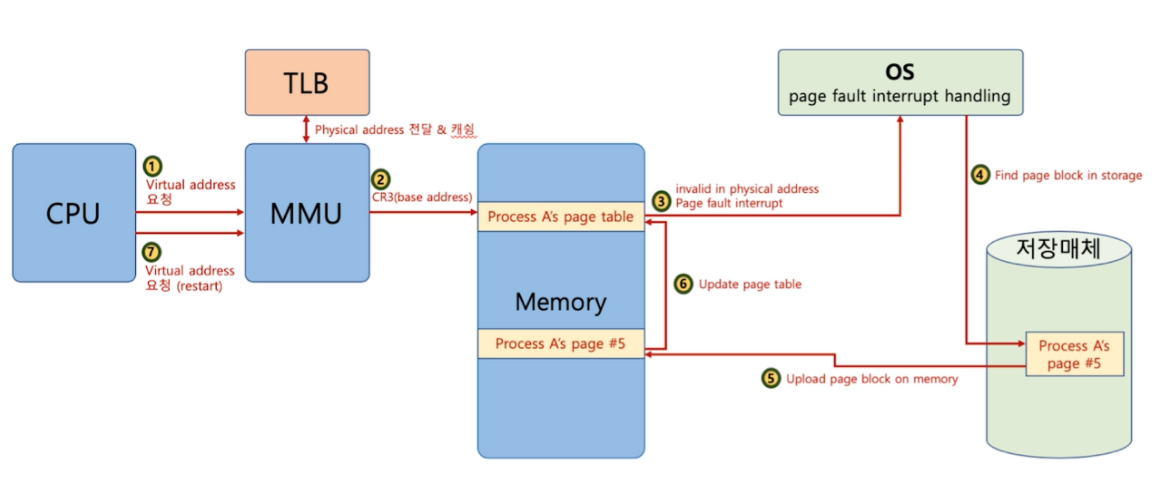 TLB
OS
page fault interrupt handling
Physical address 전달 & 캐슁
CPU
1
Virtual address
요청
7
Virtual address
요청 (restart)
MMU
2
CR3(base address)
Process A's page table
Memory
Process A's page #5
3
invalid in physical address
Page fault interrupt
4
Find page block in storage
6
Update page table
5
Upload page block on memory
저장매체
Process A's
page #5